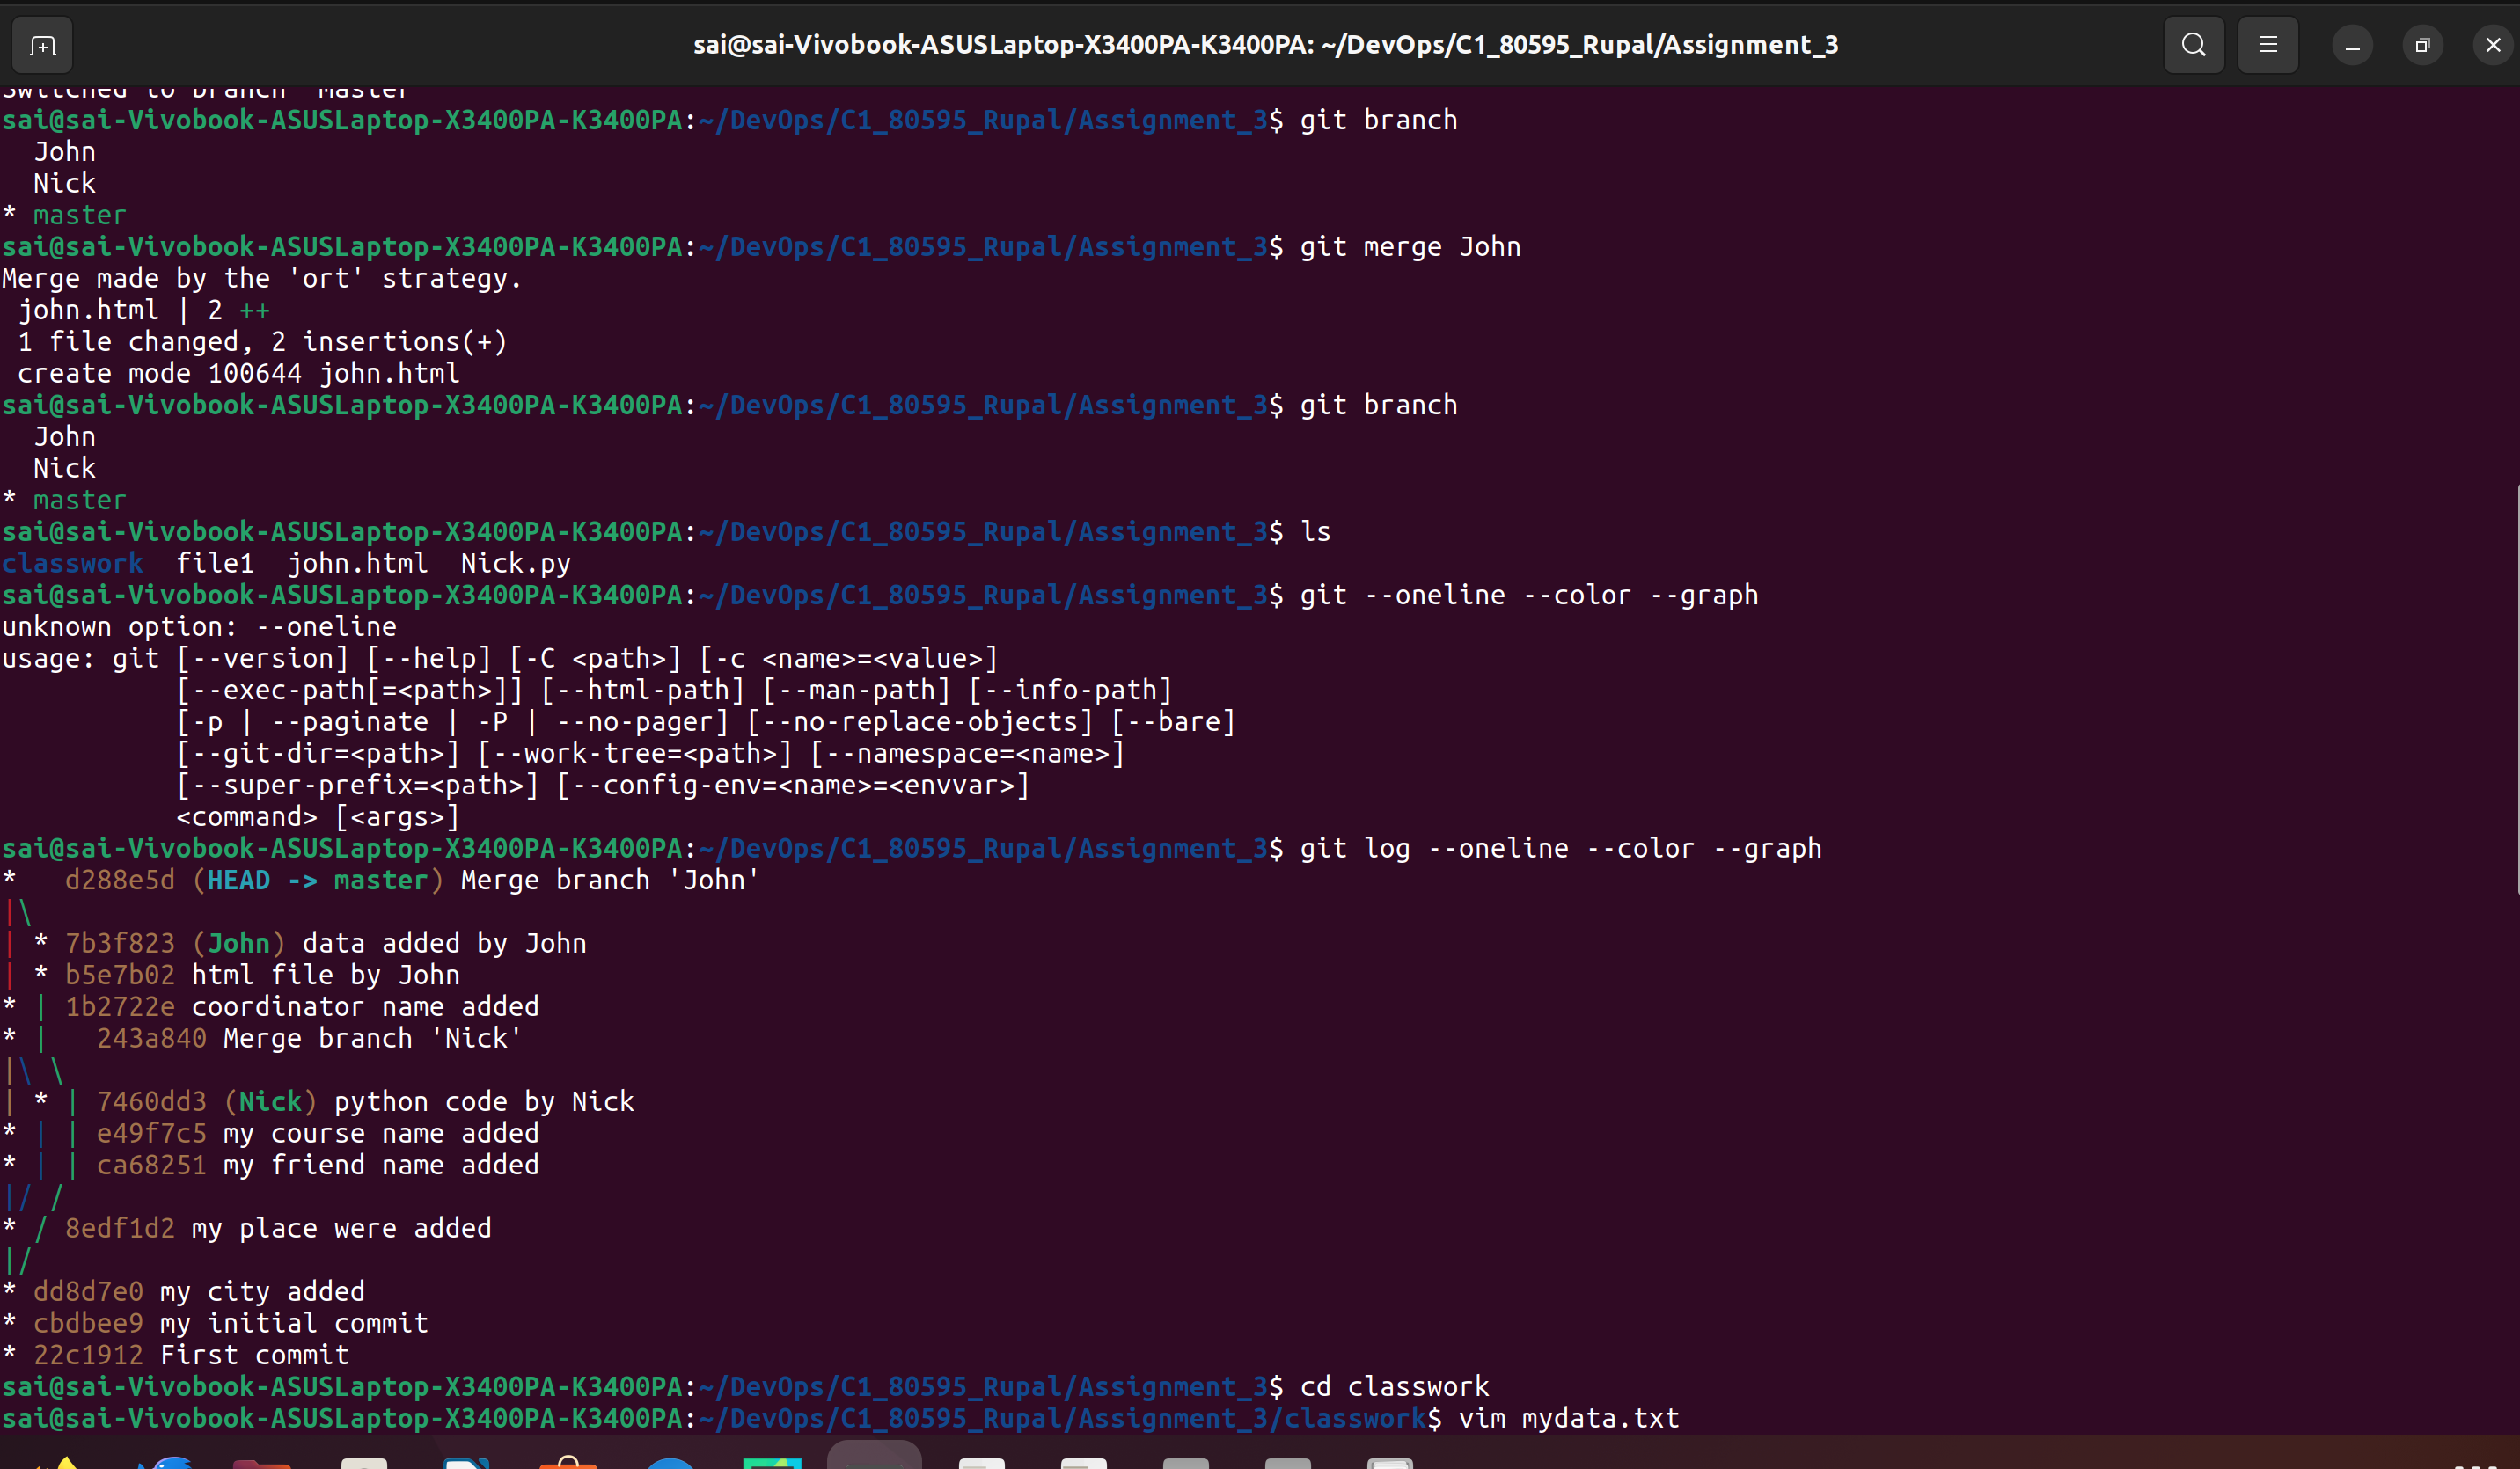 sai@sai-Vivobook-ASUSLaptop-X3400PA-K3400PA: ~/DevOps/C1_80595_Rupal/Assignment_3
Switched to branch 'master'
sai@sai-Vivobook-ASUSLaptop-X3400PA-K3400PA:~/DevOps/C1_80595_Rupal/Assignment_3$ git branch
  John
  Nick
* master
sai@sai-Vivobook-ASUSLaptop-X3400PA-K3400PA:~/DevOps/C1_80595_Rupal/Assignment_3$ git merge John
Merge made by the 'ort' strategy.
 john.html | 2 ++
 1 file changed, 2 insertions(+)
 create mode 100644 john.html
sai@sai-Vivobook-ASUSLaptop-X3400PA-K3400PA:~/DevOps/C1_80595_Rupal/Assignment_3$ git branch
  John
  Nick
* master
sai@sai-Vivobook-ASUSLaptop-X3400PA-K3400PA:~/DevOps/C1_80595_Rupal/Assignment_3$ ls
classwork  file1  john.html  Nick.py
sai@sai-Vivobook-ASUSLaptop-X3400PA-K3400PA:~/DevOps/C1_80595_Rupal/Assignment_3$ git --oneline --color --graph
unknown option: --oneline
usage: git [--version] [--help] [-C <path>] [-c <name>=<value>]
           [--exec-path[=<path>]] [--html-path] [--man-path] [--info-path]
           [-p | --paginate | -P | --no-pager] [--no-replace-objects] [--bare]
           [--git-dir=<path>] [--work-tree=<path>] [--namespace=<name>]
           [--super-prefix=<path>] [--config-env=<name>=<envvar>]
           <command> [<args>]
sai@sai-Vivobook-ASUSLaptop-X3400PA-K3400PA:~/DevOps/C1_80595_Rupal/Assignment_3$ git log --oneline --color --graph
*   d288e5d (HEAD -> master) Merge branch 'John'
|\
| * 7b3f823 (John) data added by John
| * b5e7b02 html file by John
* | 1b2722e coordinator name added
* |   243a840 Merge branch 'Nick'
|\ \
| * | 7460dd3 (Nick) python code by Nick
* | | e49f7c5 my course name added
* | | ca68251 my friend name added
|/ /
* / 8edf1d2 my place were added
|/
* dd8d7e0 my city added
* cbdbee9 my initial commit
* 22c1912 First commit
sai@sai-Vivobook-ASUSLaptop-X3400PA-K3400PA:~/DevOps/C1_80595_Rupal/Assignment_3$ cd classwork
sai@sai-Vivobook-ASUSLaptop-X3400PA-K3400PA:~/DevOps/C1_80595_Rupal/Assignment_3/classwork$ vim mydata.txt